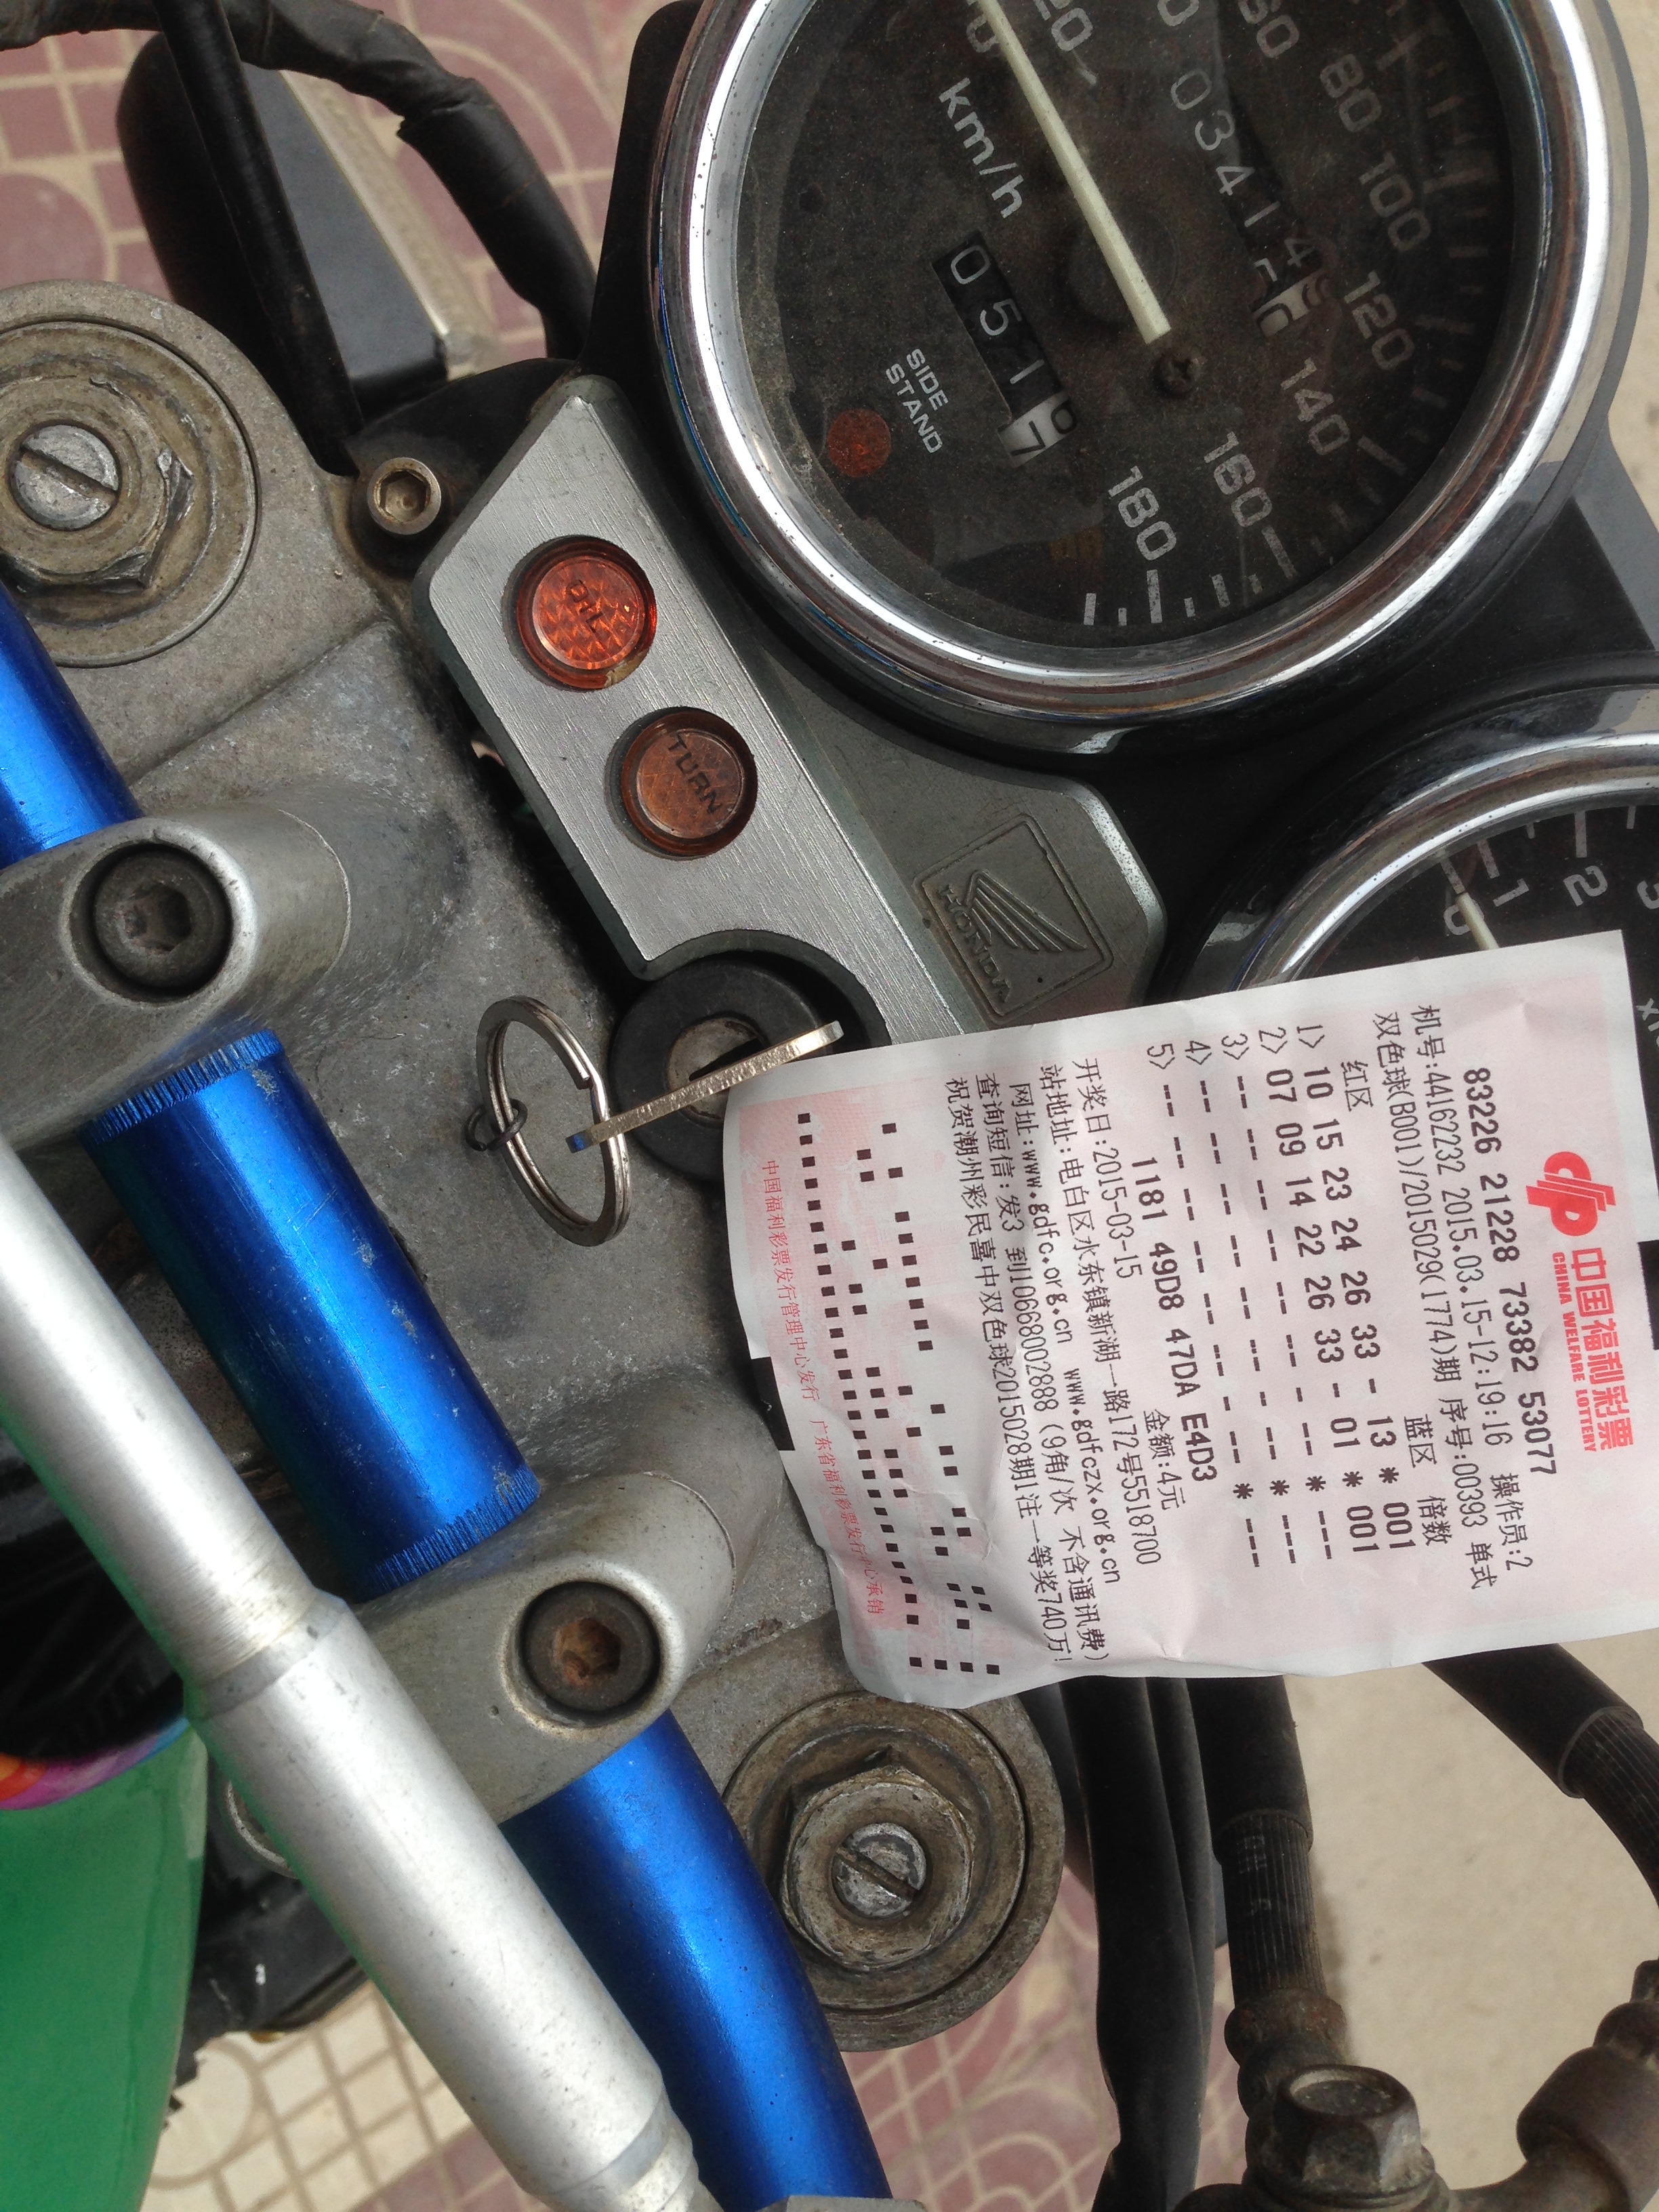 20
60
80
100
120
140
160
180
km/h
0341
051
SIDE
STAND
OIL
TURN
HONDA
0
1
2
3
中国福利彩票
CHINA WELFARE LOTTERY
83226 21228 73382 53077
机号:44162232 2015.03.15-12:19:16 操作员:2
双色球(B001)/2015029(1774)期 序号:00393 单式
红区 蓝区 倍数
1> 10 15 23 24 26 33 - 13 * 001
2> 07 09 14 22 26 33 - 01 * 001
3> -- -- -- -- -- -- - -- * ---
4> -- -- -- -- -- -- - -- * ---
5> -- -- -- -- -- -- - -- * ---
1181 49D8 47DA E4D3
开奖日:2015-03-15 金额:4元
站地址:电白区水东镇新湖一路172号5518700
网址:www.gdfc.org.cn www.gdfczx.org.cn
查询短信:发3 到10668002888 (9角/次 不含通讯费)
祝贺潮州彩民喜中双色球2015028期1注一等奖740万!
中国福利彩票发行管理中心发行 广东省福利彩票发行中心承销